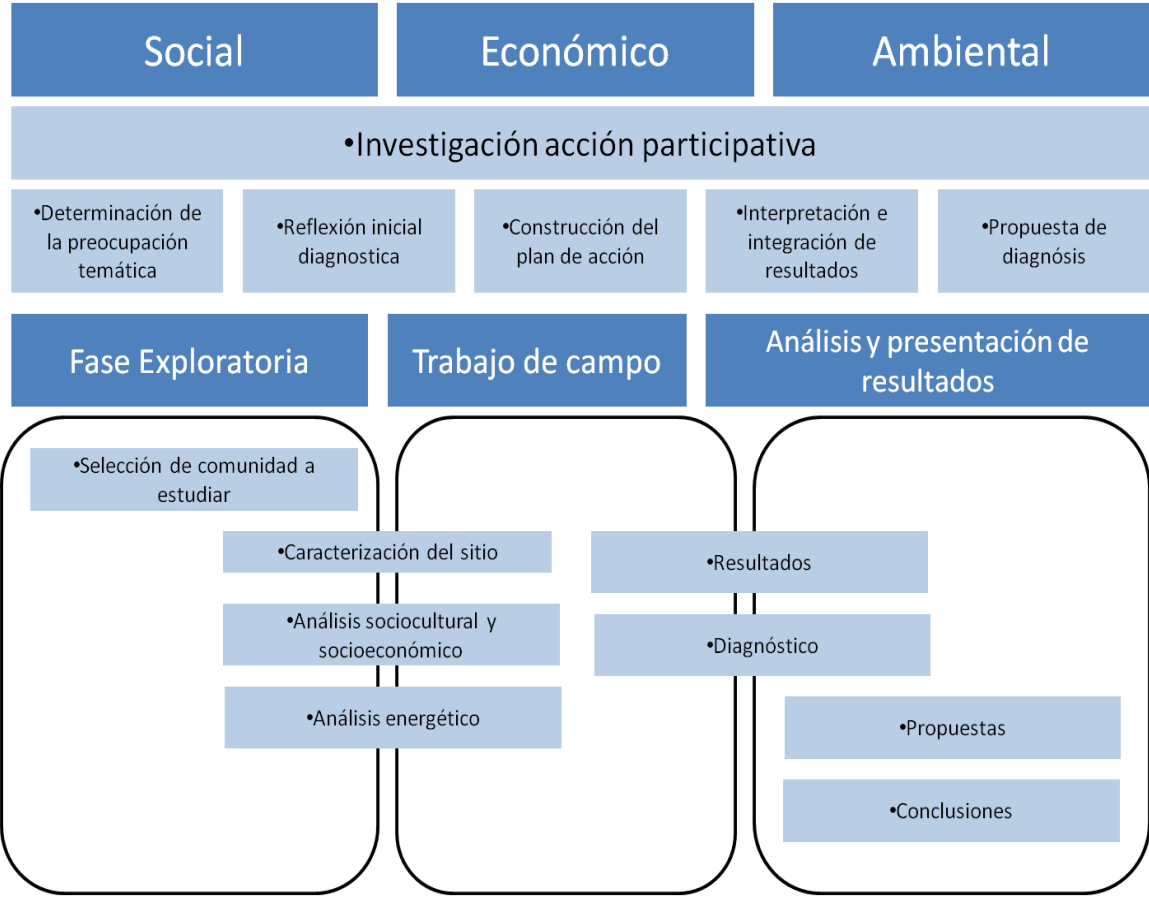 Social
Económico
Ambiental
•Investigación acción participativa
•Determinación de
la preocupación
temática
•Reflexión inicial
diagnostica
•Construcción del
plan de acción
•Interpretación e
integración de
resultados
•Propuesta de
diagnósis
Fase Exploratoria
Trabajo de campo
Análisis y presentación de
resultados
•Selección de comunidad a
estudiar
•Caracterización del sitio
•Análisis sociocultural y
socioeconómico
•Análisis energético
•Resultados
•Diagnóstico
•Propuestas
•Conclusiones